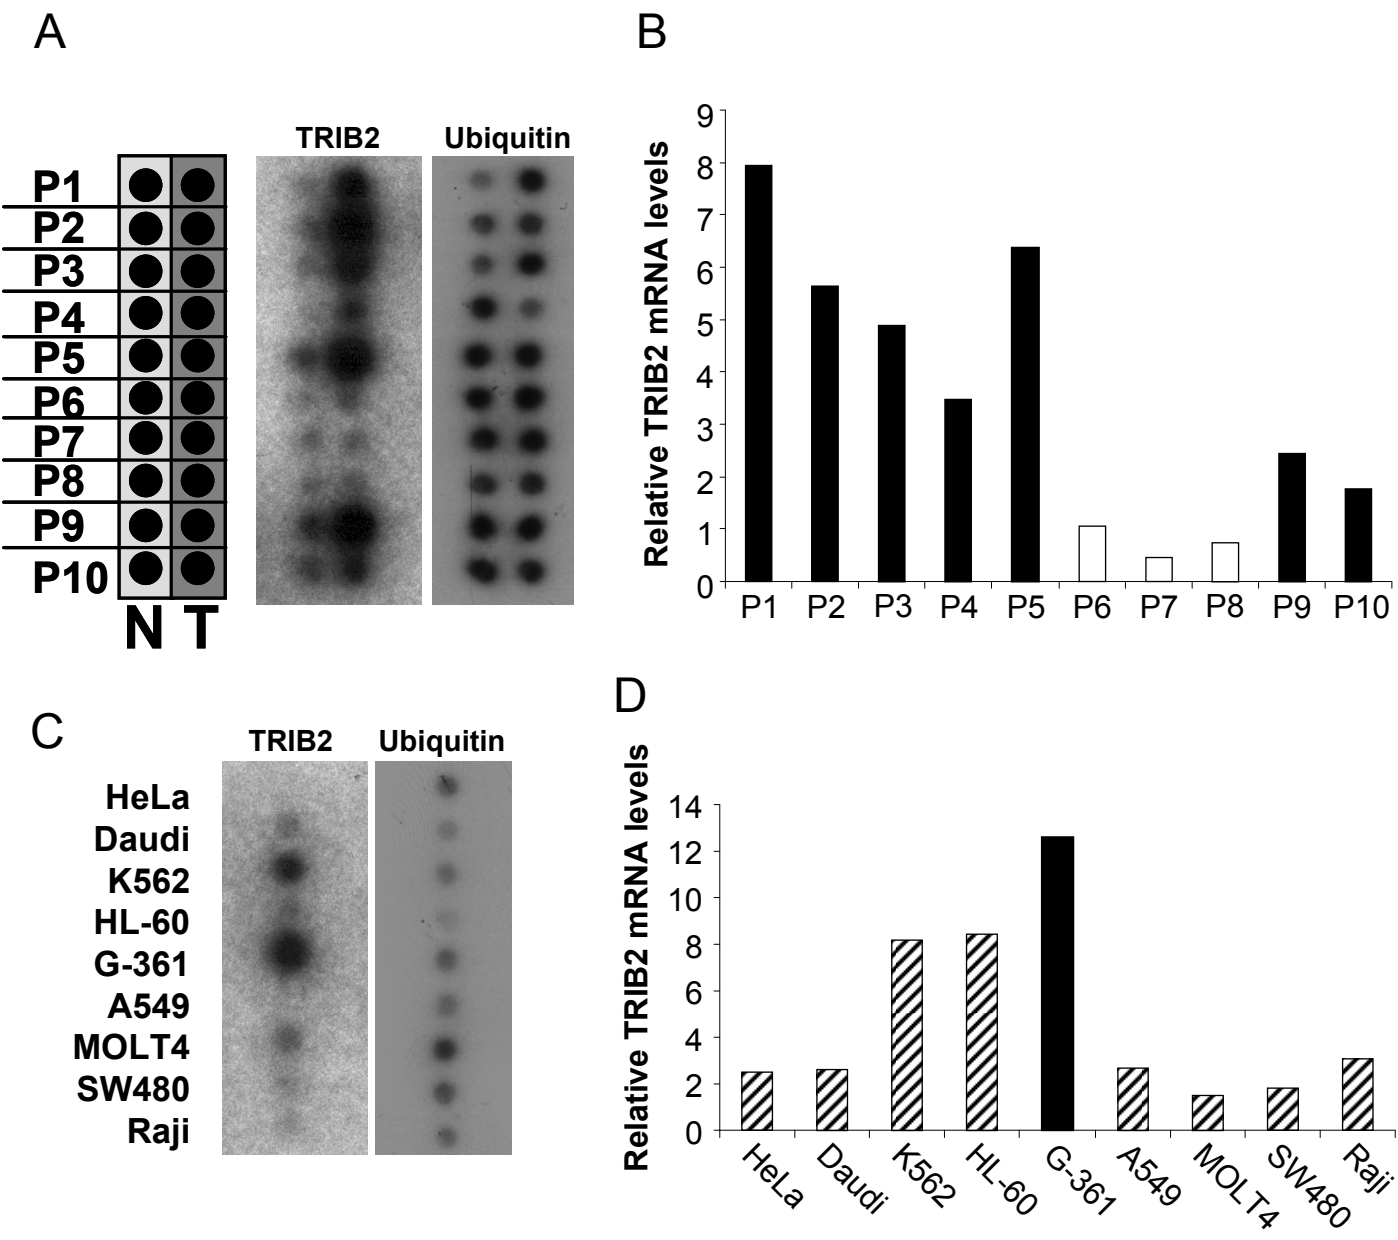 A
TRIB2 Ubiquitin
P1
P2
P3
P4
P5
P6
P7
P8
P9
P10
N T
B
Relative TRIB2 mRNA levels
9
8
7
6
5
4
3
2
1
0
P1 P2 P3 P4 P5 P6 P7 P8 P9 P10
C
TRIB2 Ubiquitin
HeLa
Daudi
K562
HL-60
G-361
A549
MOLT4
SW480
Raji
D
Relative TRIB2 mRNA levels
14
12
10
8
6
4
2
0
HeLa Daudi K562 HL-60 G-361 A549 MOLT4 SW480 Raji